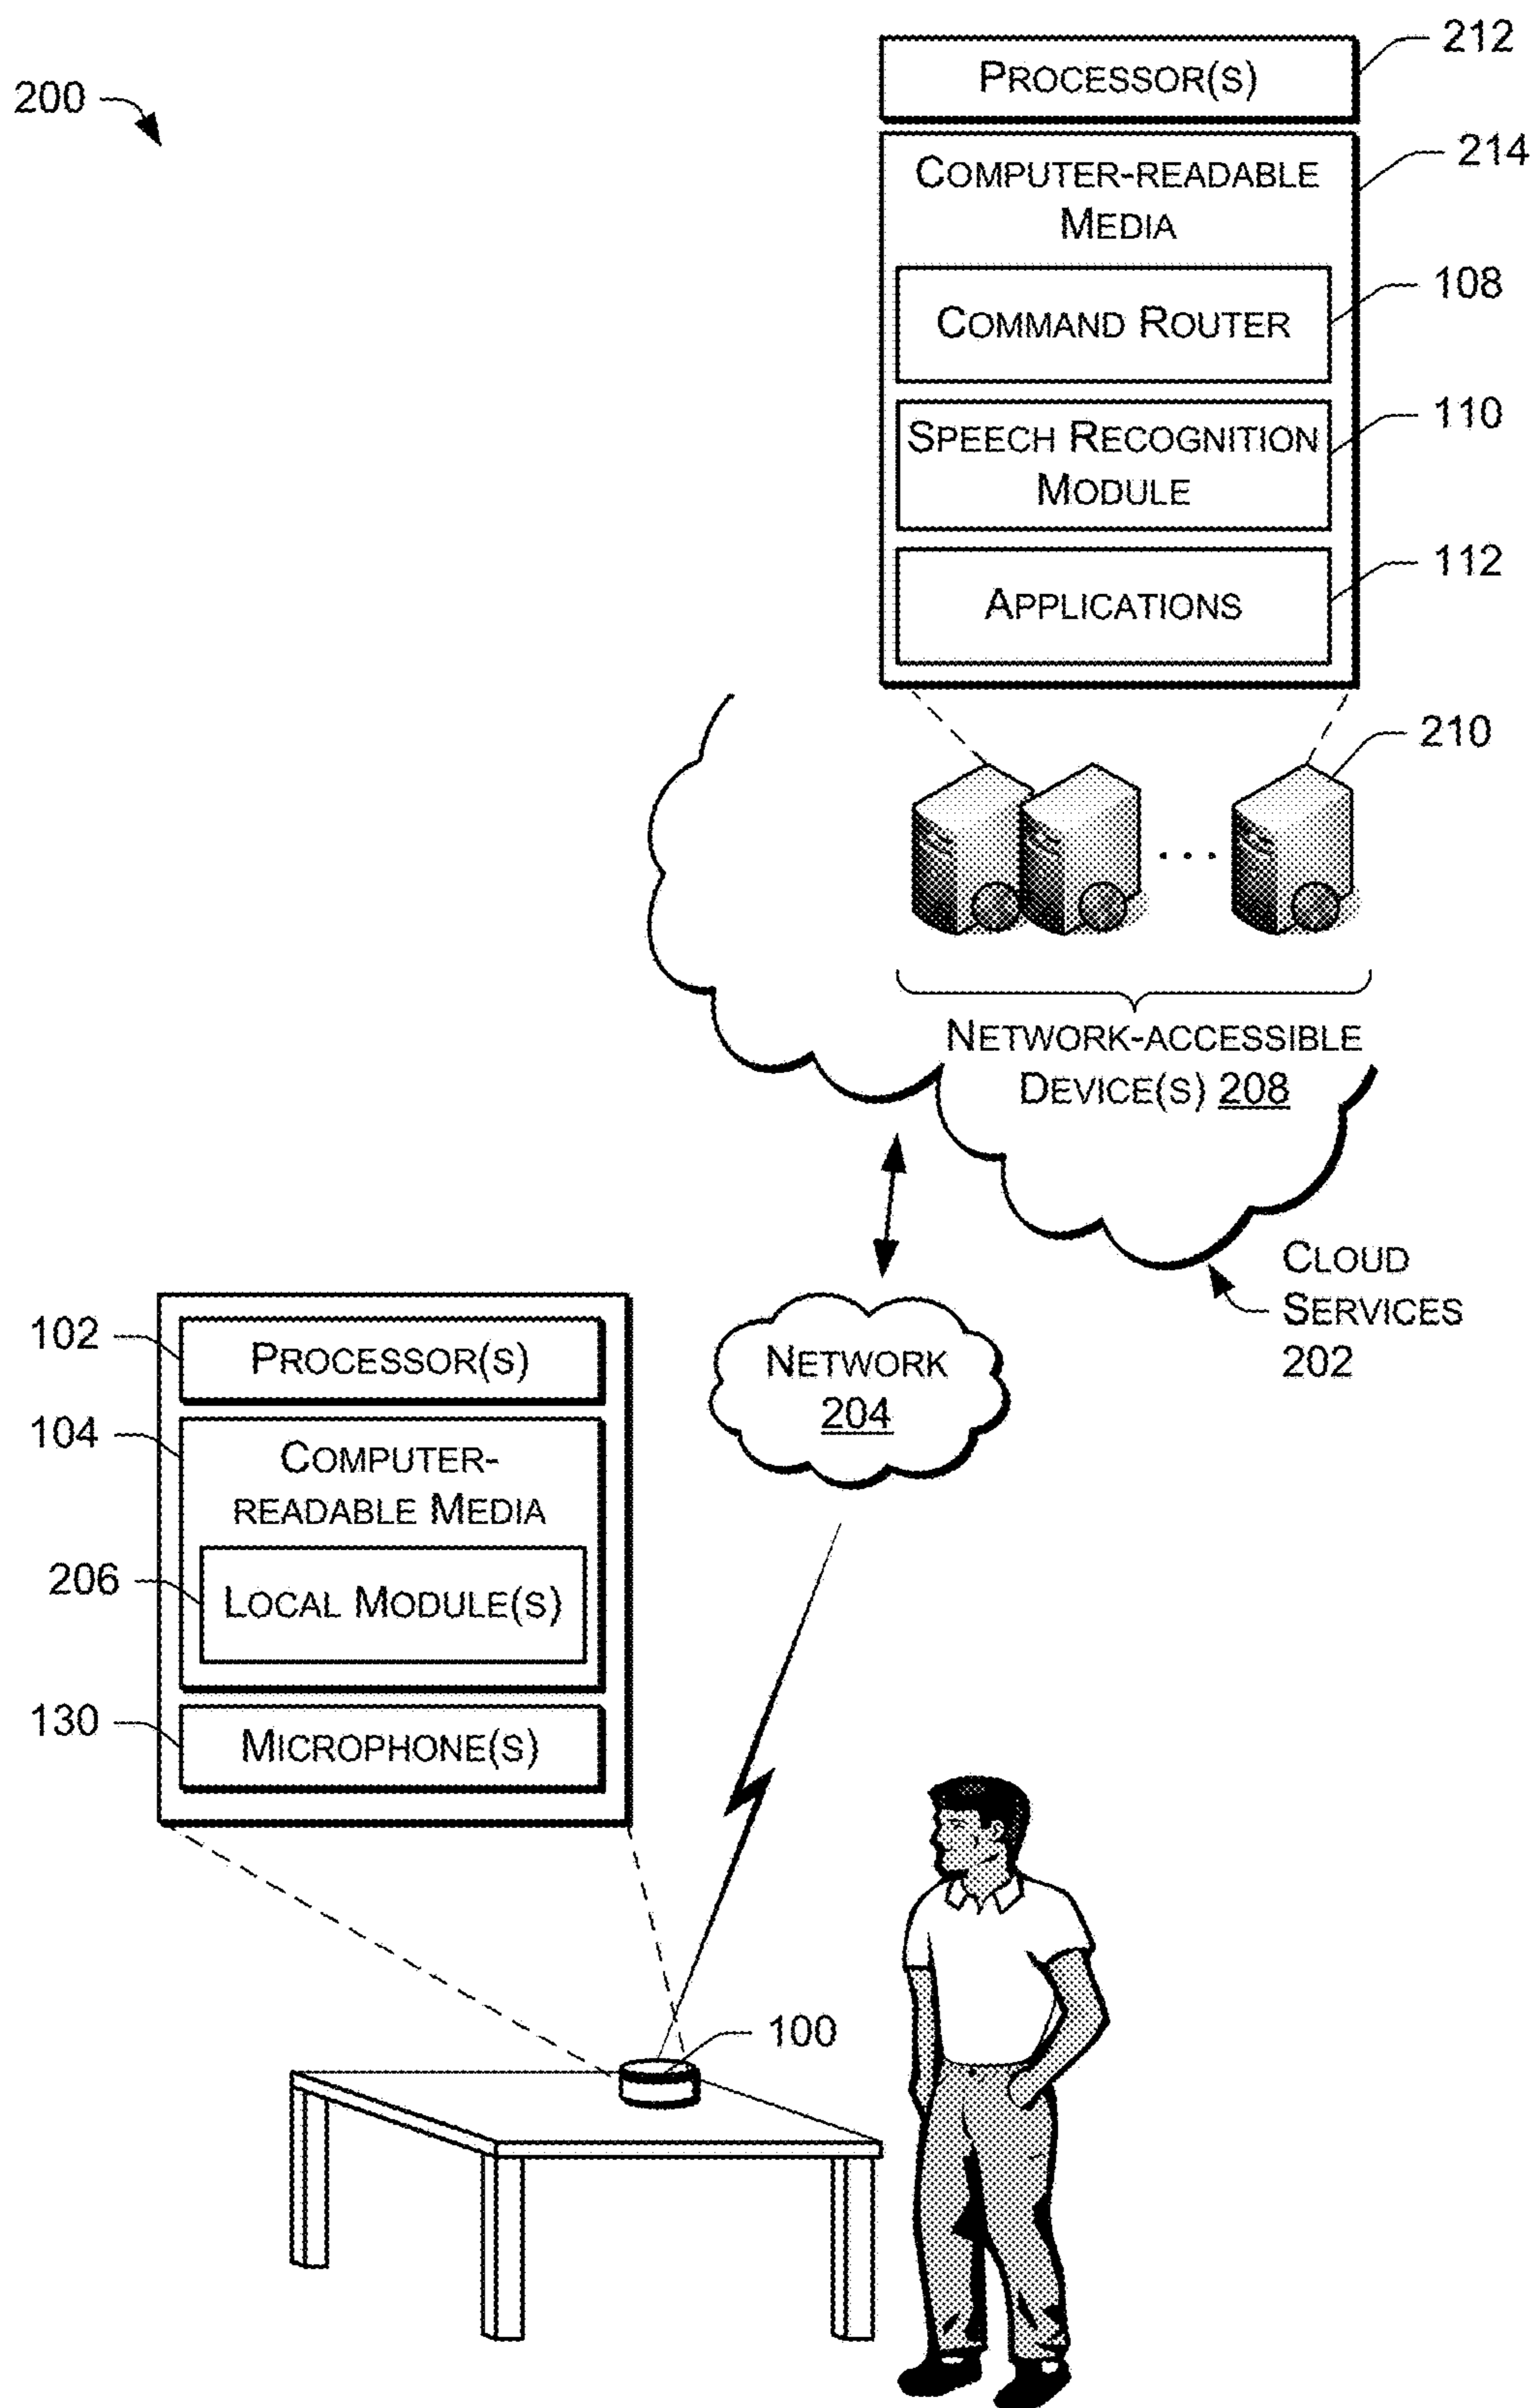 212
200
PROCESSOR(S)
214
COMPUTER-READABLE
MEDIA
108
COMMAND ROUTER
110
SPEECH RECOGNITION
MODULE
112
APPLICATIONS
210
...
NETWORK-ACCESSIBLE
DEVICE(S) 208
CLOUD
SERVICES
202
NETWORK
204
102
PROCESSOR(S)
104
COMPUTER-
READABLE MEDIA
206
LOCAL MODULE(S)
130
MICROPHONE(S)
100